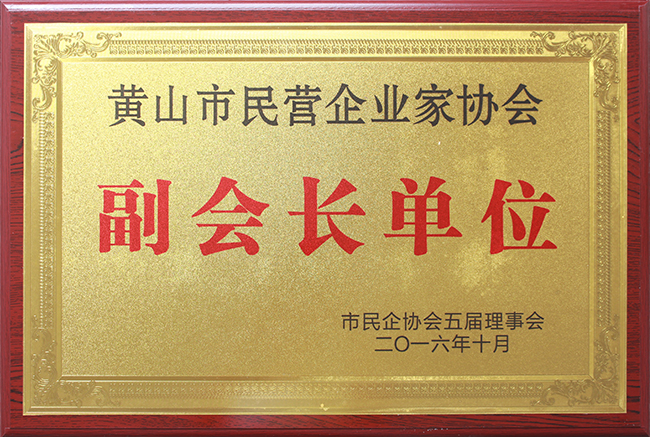 黄山市民营企业家协会
副会长单位
市民企协会五届理事会
二〇一六年十月